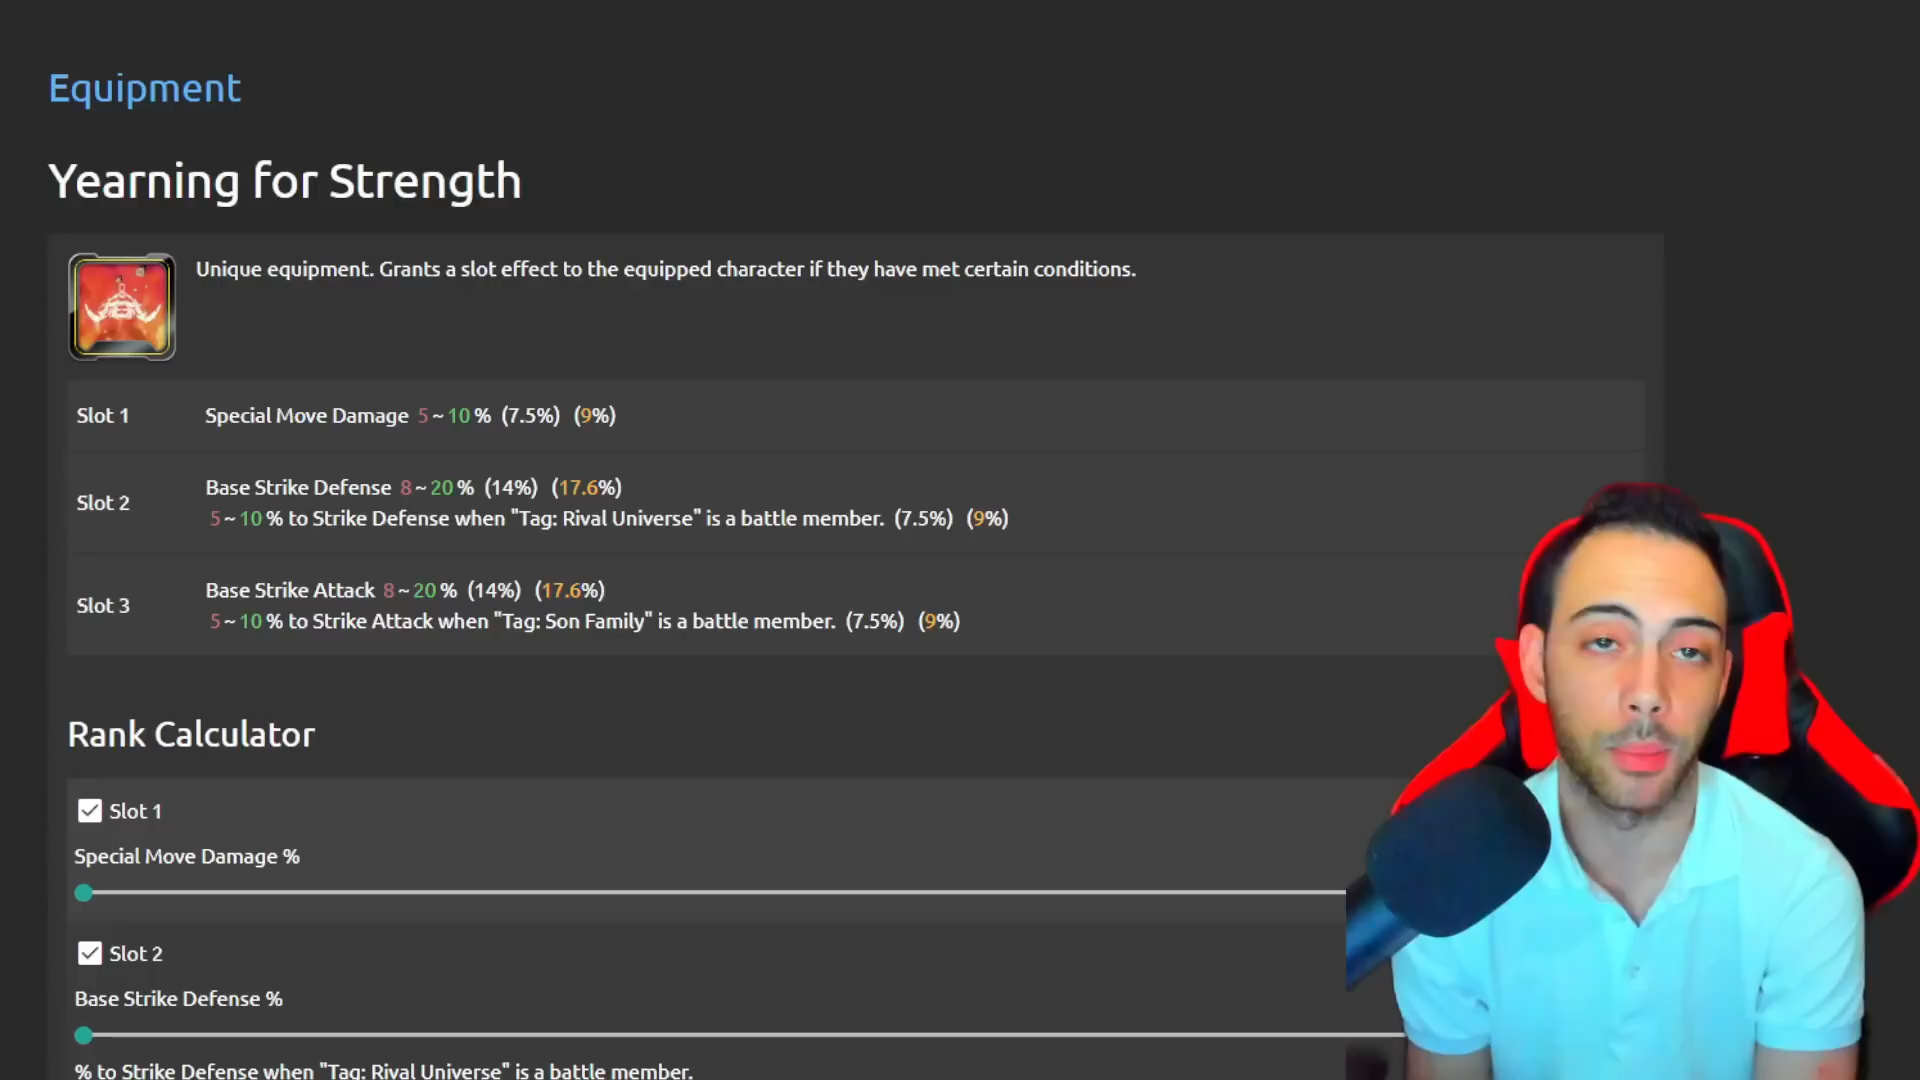 Equipment
Yearning for Strength
Unique equipment. Grants a slot effect to the equipped character if they have met certain conditions.
Slot 1
Special Move Damage 5 ~ 10 % (7.5%) (9%)
Slot 2
Base Strike Defense 8 ~ 20 % (14%) (17.6%)
5 ~ 10 % to Strike Defense when "Tag: Rival Universe" is a battle member. (7.5%) (9%)
Slot 3
Base Strike Attack 8 ~ 20 % (14%) (17.6%)
5 ~ 10 % to Strike Attack when "Tag: Son Family" is a battle member. (7.5%) (9%)
Rank Calculator
Slot 1
Special Move Damage %
Slot 2
Base Strike Defense %
% to Strike Defense when "Tag: Rival Universe" is a battle member.